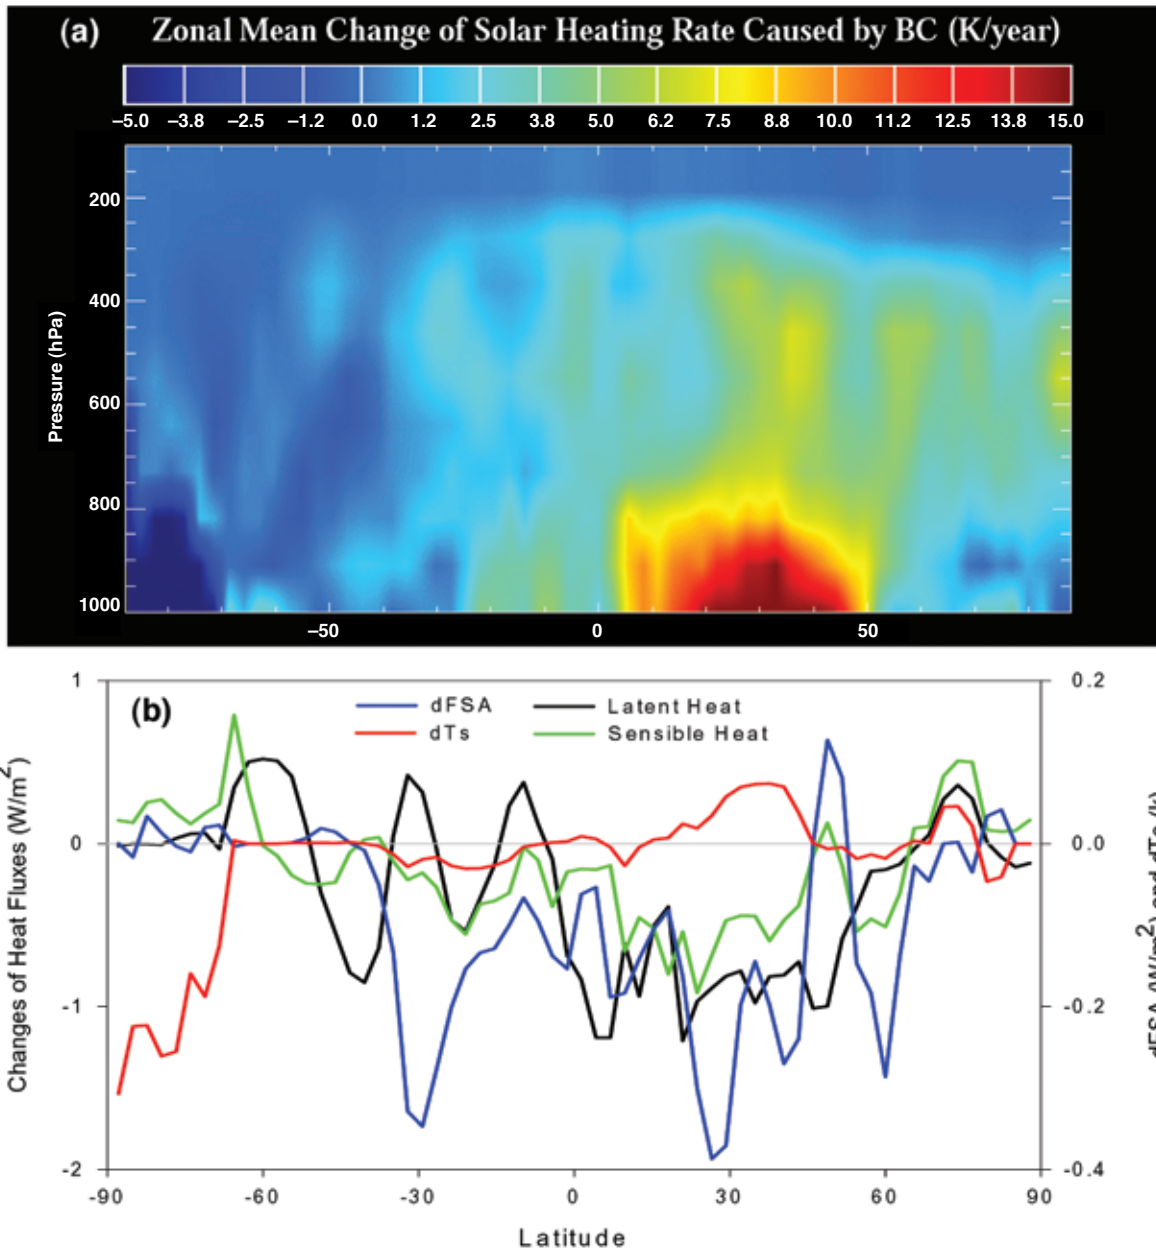 (a) Zonal Mean Change of Solar Heating Rate Caused by BC (K/year)
–5.0 –3.8 –2.5 –1.2 0.0 1.2 2.5 3.8 5.0 6.2 7.5 8.8 10.0 11.2 12.5 13.8 15.0
200
400
600
800
1000
Pressure (hPa)
–50 0 50
(b)
dFSA Latent Heat
dTs Sensible Heat
1
0
-1
-2
Changes of Heat Fluxes (W/m²)
0.2
0.0
-0.2
-0.4
dFSA (W/m²) and dTs (k)
-90 -60 -30 0 30 60 90
Latitude